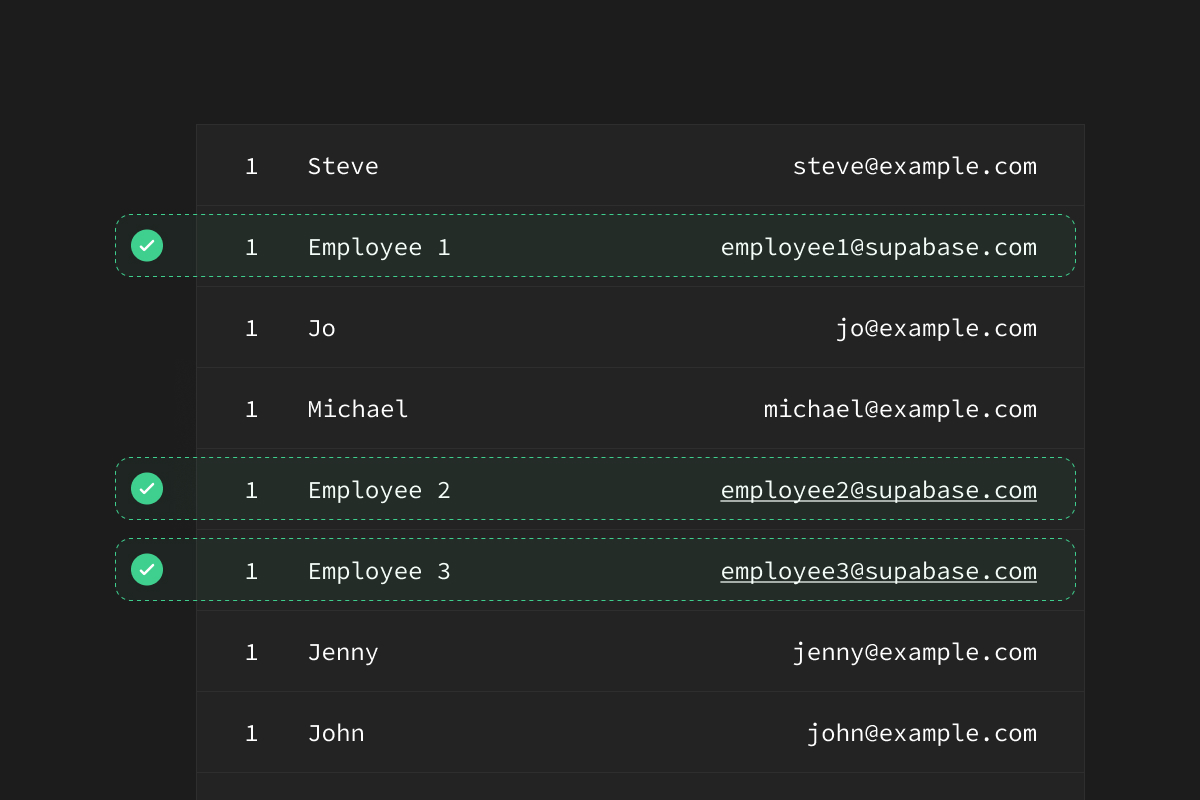 1 Steve steve@example.com
1 Employee 1 employee1@supabase.com
1 Jo jo@example.com
1 Michael michael@example.com
1 Employee 2 employee2@supabase.com
1 Employee 3 employee3@supabase.com
1 Jenny jenny@example.com
1 John john@example.com